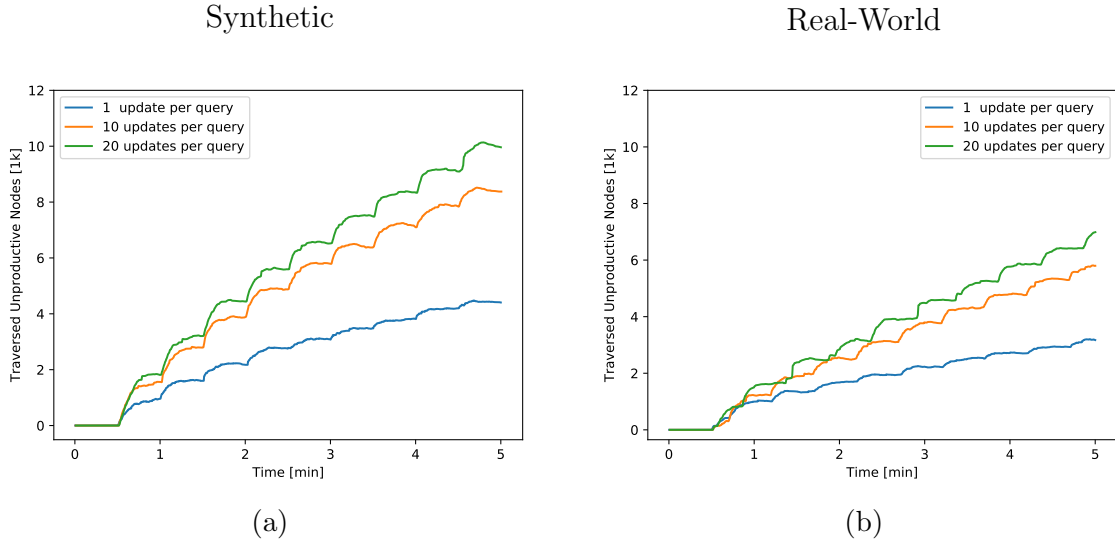 Synthetic
Real-World
12
10
8
6
4
2
0
Traversed Unproductive Nodes [1k]
1  update per query
10 updates per query
20 updates per query
0 1 2 3 4 5
Time [min]
(a)
12
10
8
6
4
2
0
Traversed Unproductive Nodes [1k]
1  update per query
10 updates per query
20 updates per query
0 1 2 3 4 5
Time [min]
(b)